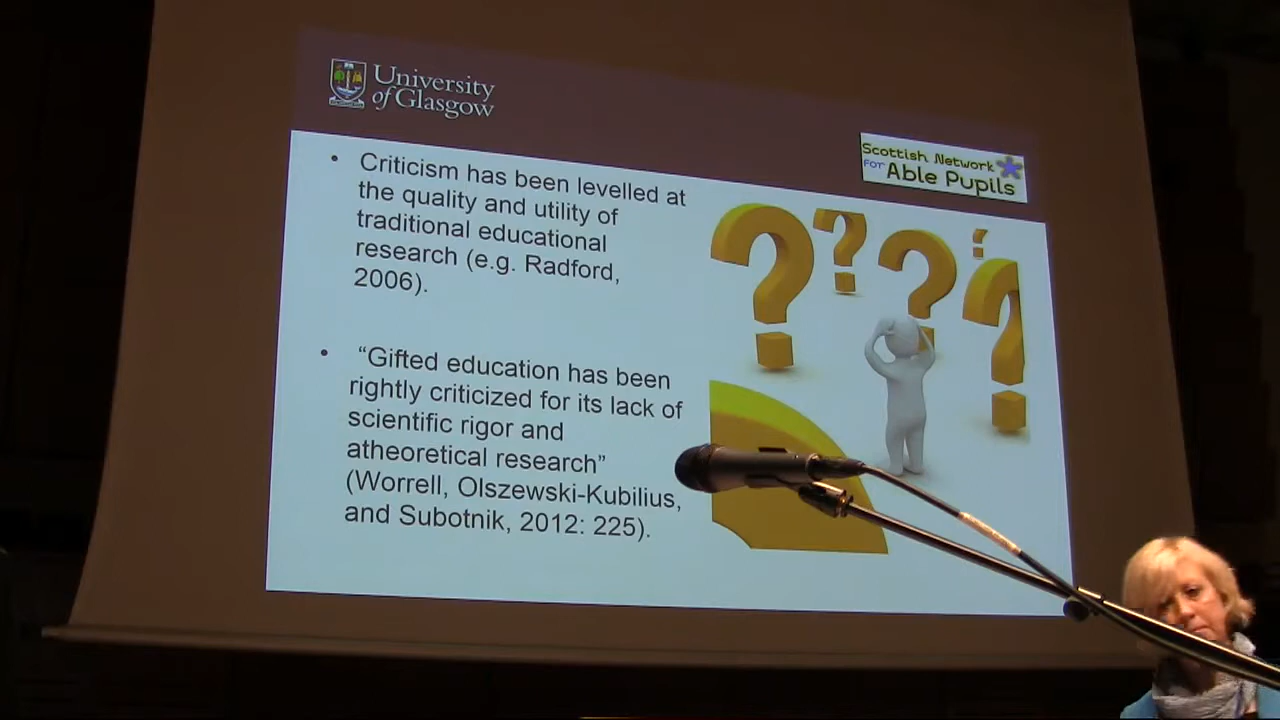 University
of Glasgow
Scottish Network
For Able Pupils
• Criticism has been levelled at
the quality and utility of
traditional educational
research (e.g. Radford,
2006).
• “Gifted education has been
rightly criticized for its lack of
scientific rigor and
atheoretical research”
(Worrell, Olszewski-Kubilius,
and Subotnik, 2012: 225).